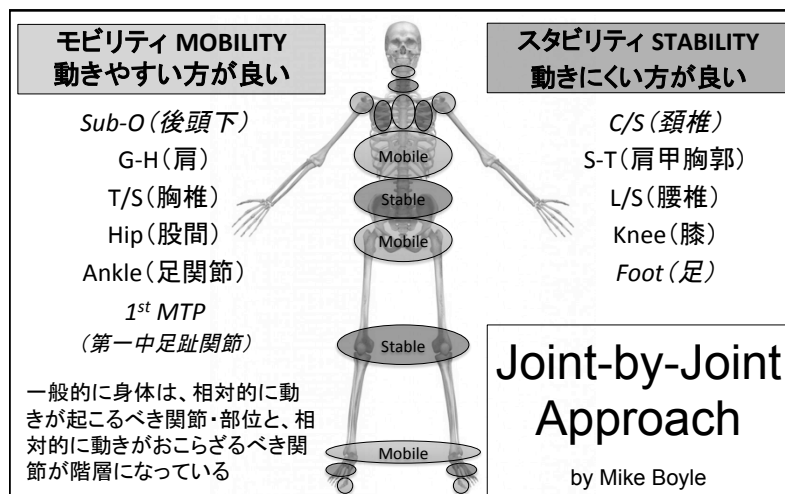 モビリティ MOBILITY
動きやすい方が良い
Sub-O（後頭下）
G-H（肩）
T/S（胸椎）
Hip（股間）
Ankle（足関節）
1st MTP
（第一中足趾関節）
一般的に身体は、相対的に動
きが起こるべき関節・部位と、相
対的に動きがおこらざるべき関
節が階層になっている
Mobile
Stable
Mobile
Stable
Mobile
スタビリティ STABILITY
動きにくい方が良い
C/S（頚椎）
S-T（肩甲胸郭）
L/S（腰椎）
Knee（膝）
Foot（足）
Joint-by-Joint
Approach
by Mike Boyle